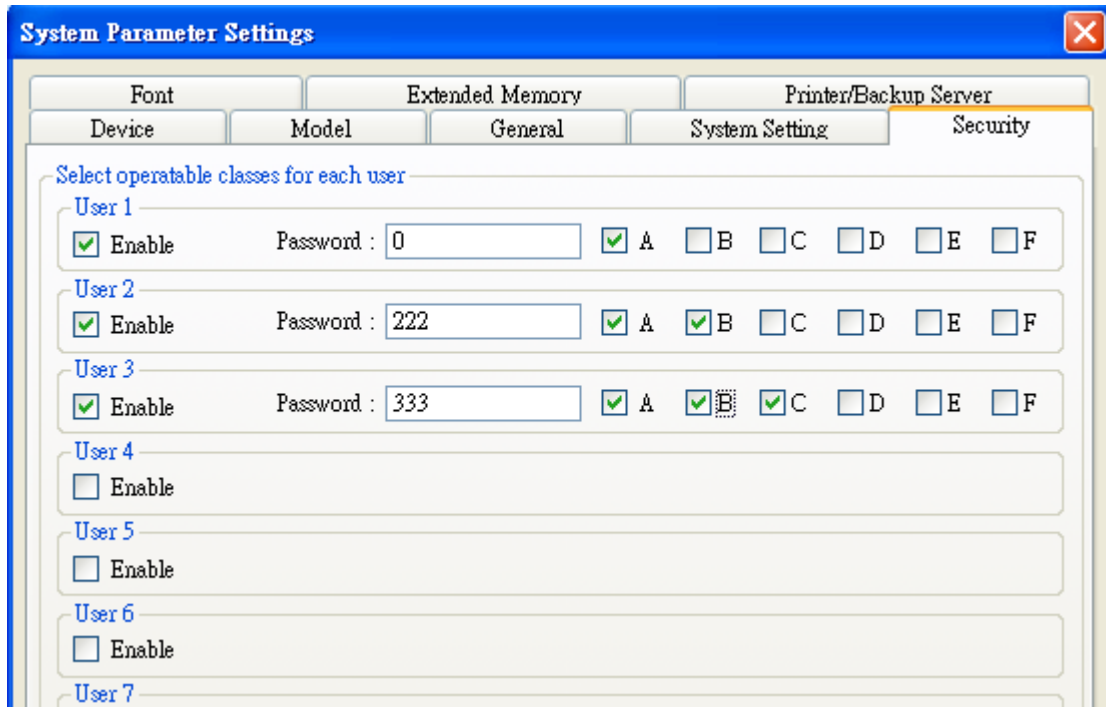 System Parameter Settings
Font Extended Memory Printer/Backup Server
Device Model General System Setting Security
Select operatable classes for each user
User 1
Enable Password : 0 A B C D E F
User 2
Enable Password : 222 A B C D E F
User 3
Enable Password : 333 A B C D E F
User 4
Enable
User 5
Enable
User 6
Enable
User 7